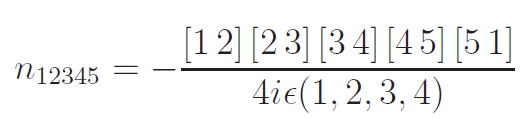 n_{12345} = -\frac{[1\,2]\,[2\,3]\,[3\,4]\,[4\,5]\,[5\,1]}{4i\epsilon(1, 2, 3, 4)}